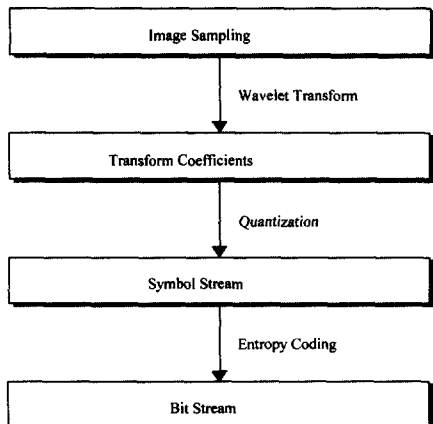 Image Sampling
Wavelet Transform
Transform Coefficients
Quantization
Symbol Stream
Entropy Coding
Bit Stream